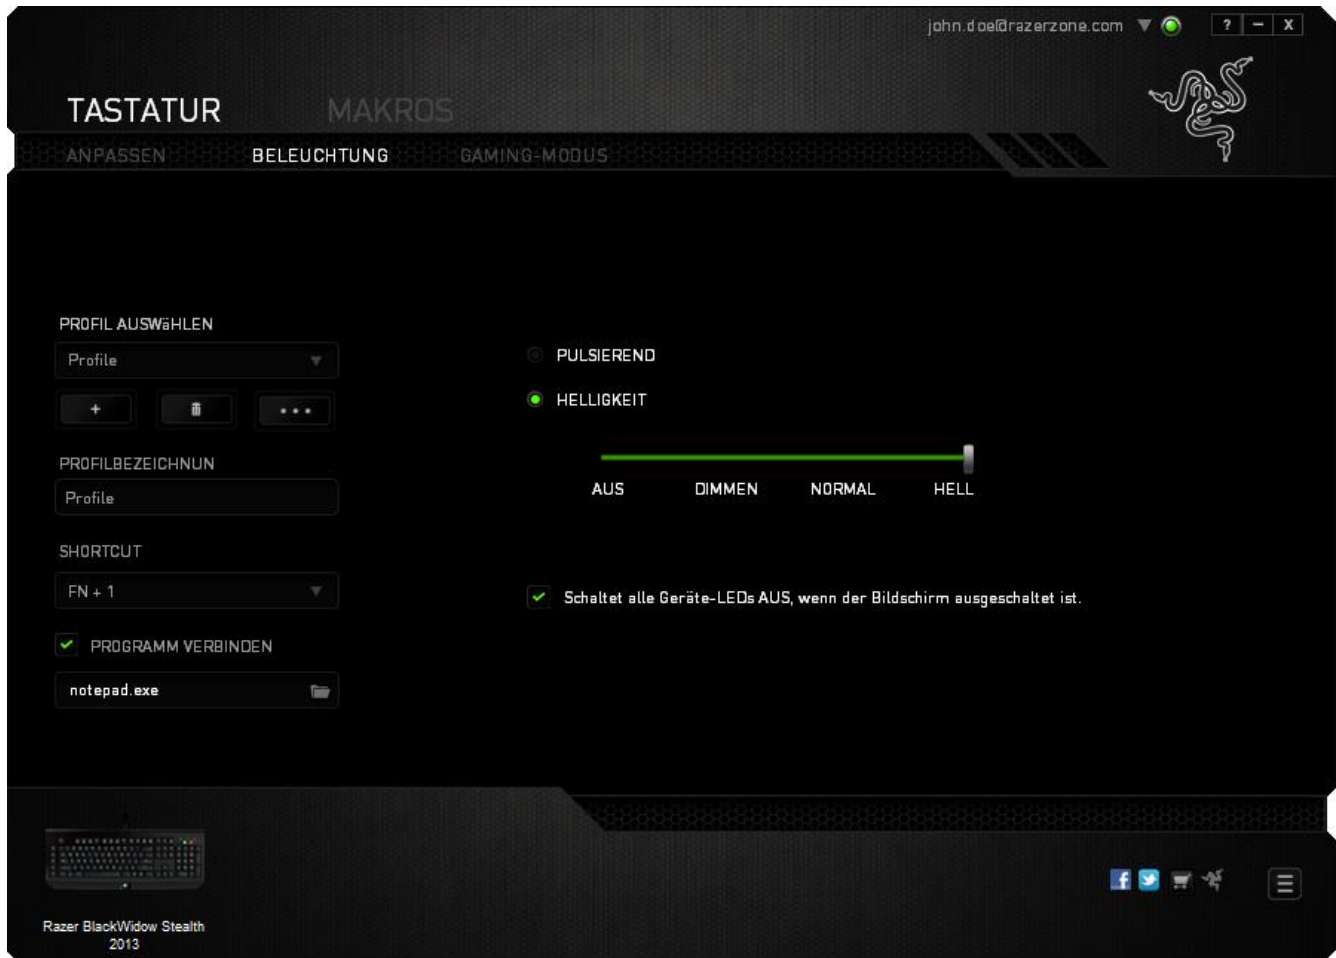 john.doe@razerzone.com
? – X
TASTATUR MAKROS
ANPASSEN BELEUCHTUNG GAMING-MODUS
PROFIL AUSWäHLEN
Profile
+ •••
PROFILBEZEICHNUN
Profile
SHORTCUT
FN + 1
PROGRAMM VERBINDEN
notepad.exe
PULSIEREND
HELLIGKEIT
AUS DIMMEN NORMAL HELL
Schaltet alle Geräte-LEDs AUS, wenn der Bildschirm ausgeschaltet ist.
Razer BlackWidow Stealth
2013